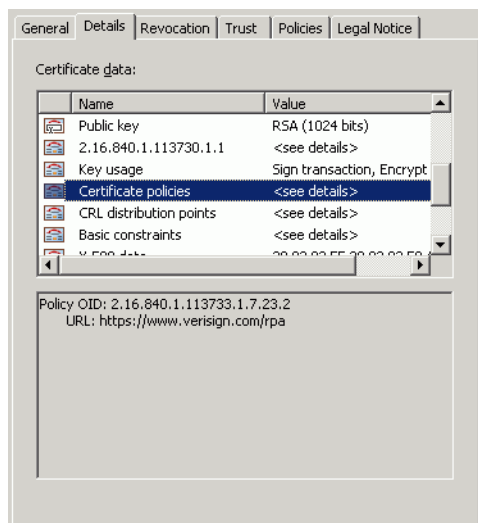 General Details Revocation Trust Policies Legal Notice
Certificate data:
Name Value
Public key RSA (1024 bits)
2.16.840.1.113730.1.1 <see details>
Key usage Sign transaction, Encrypt
Certificate policies <see details>
CRL distribution points <see details>
Basic constraints <see details>
Policy OID: 2.16.840.1.113733.1.7.23.2
URL: https://www.verisign.com/rpa